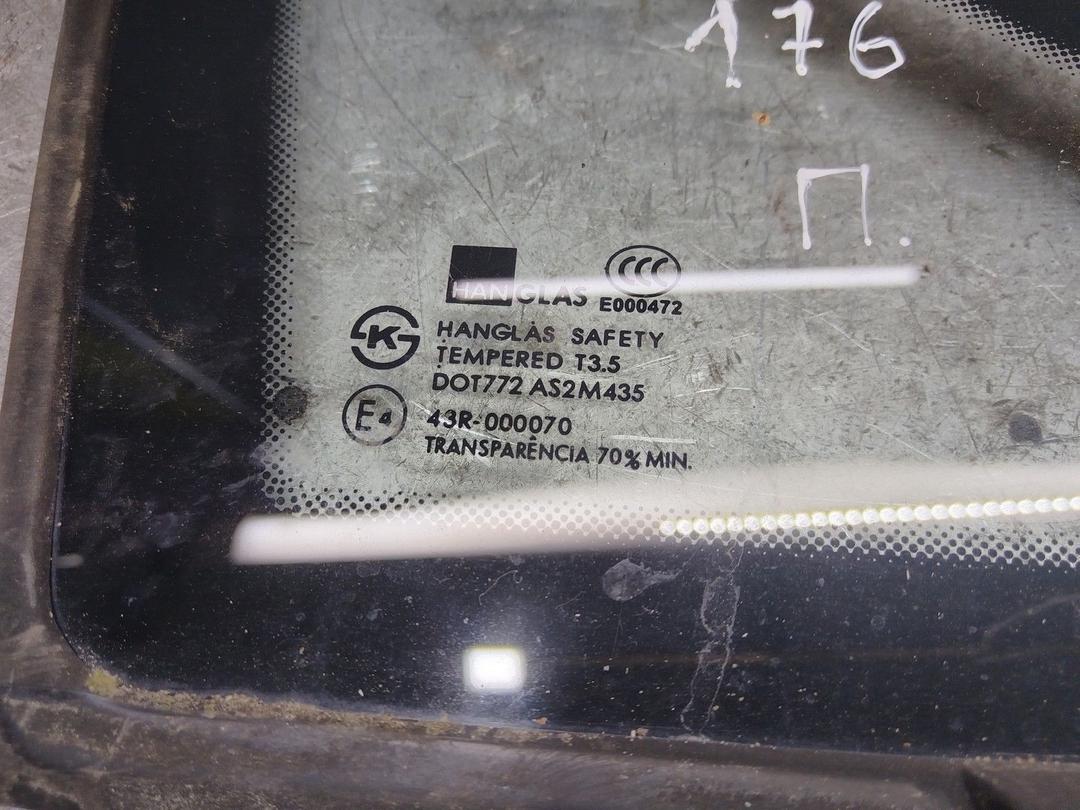 176
П.
HANGLAS
CCC
E000472
K
HANGLAS SAFETY
TEMPERED T3.5
DOT772 AS2M435
E4
43R-000070
TRANSPARÊNCIA 70% MIN.